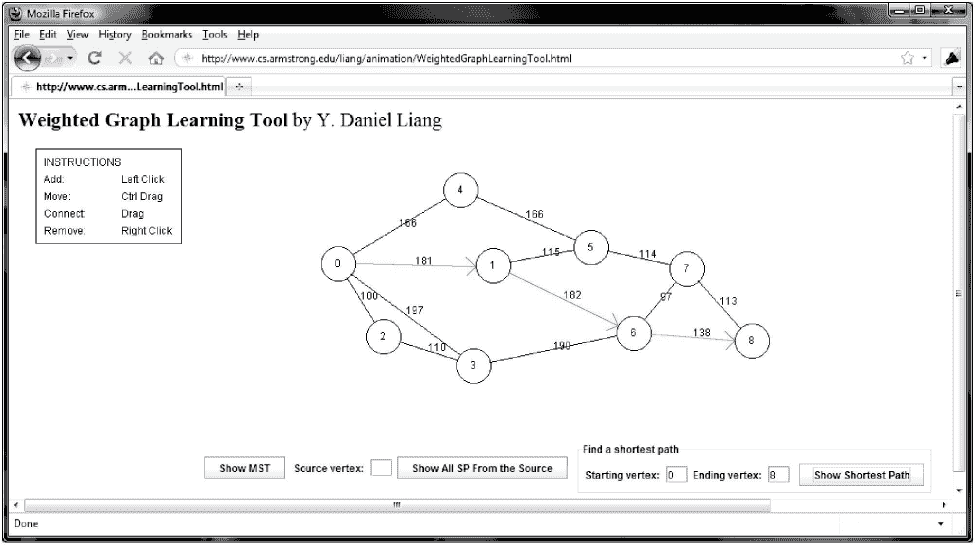 Mozilla Firefox
File Edit View History Bookmarks Tools Help
http://www.cs.armstrong.edu/liang/animation/WeightedGraphLearningTool.html
http://www.cs.arm...LearningTool.html
Weighted Graph Learning Tool by Y. Daniel Liang
INSTRUCTIONS
Add: Left Click
Move: Ctrl Drag
Connect: Drag
Remove: Right Click
4
166
166
5
115
114
0
181
1
7
100
197
182
97
113
2
110
3
190
6
138
8
Find a shortest path
Show MST Source vertex: Show All SP From the Source Starting vertex: 0 Ending vertex: 8 Show Shortest Path
Done